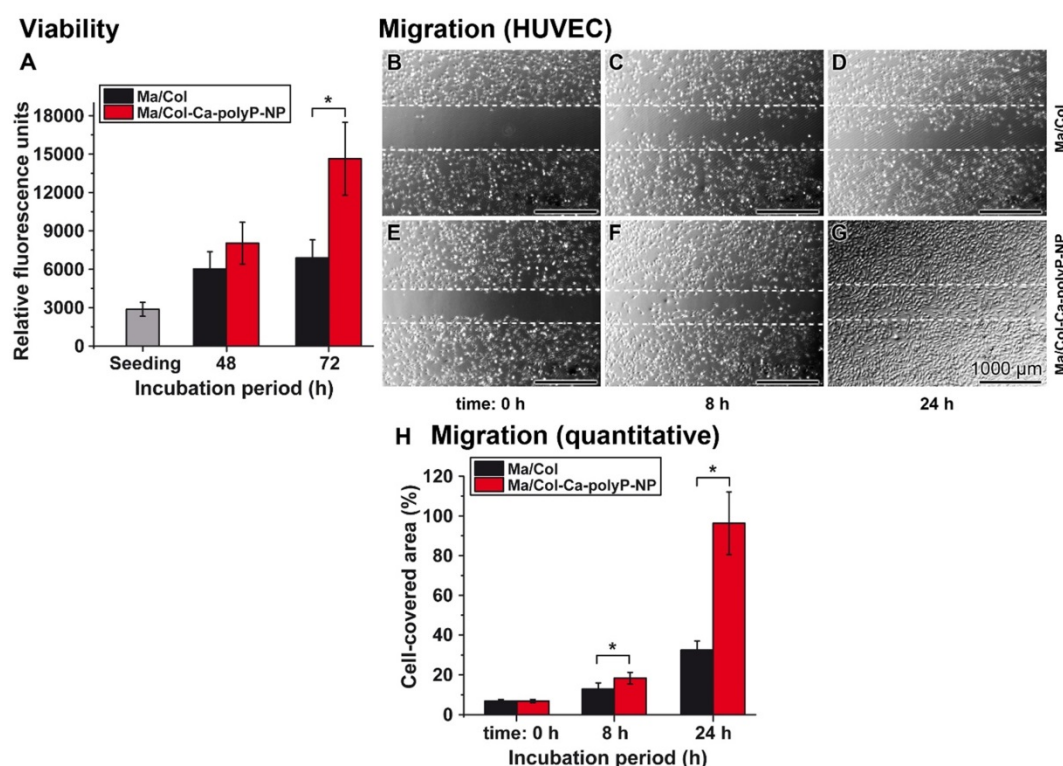 Viability
A
Relative fluorescence units
18000
15000
12000
9000
6000
3000
0
Ma/Col
Ma/Col-Ca-polyP-NP
*
Seeding 48 72
Incubation period (h)
Migration (HUVEC)
B C D
Ma/Col
E F G
Ma/Col-Ca-polyP-NP
1000 µm
time: 0 h 8 h 24 h
H Migration (quantitative)
Cell-covered area (%)
120
100
80
60
40
20
0
Ma/Col
Ma/Col-Ca-polyP-NP
*
*
time: 0 h 8 h 24 h
Incubation period (h)